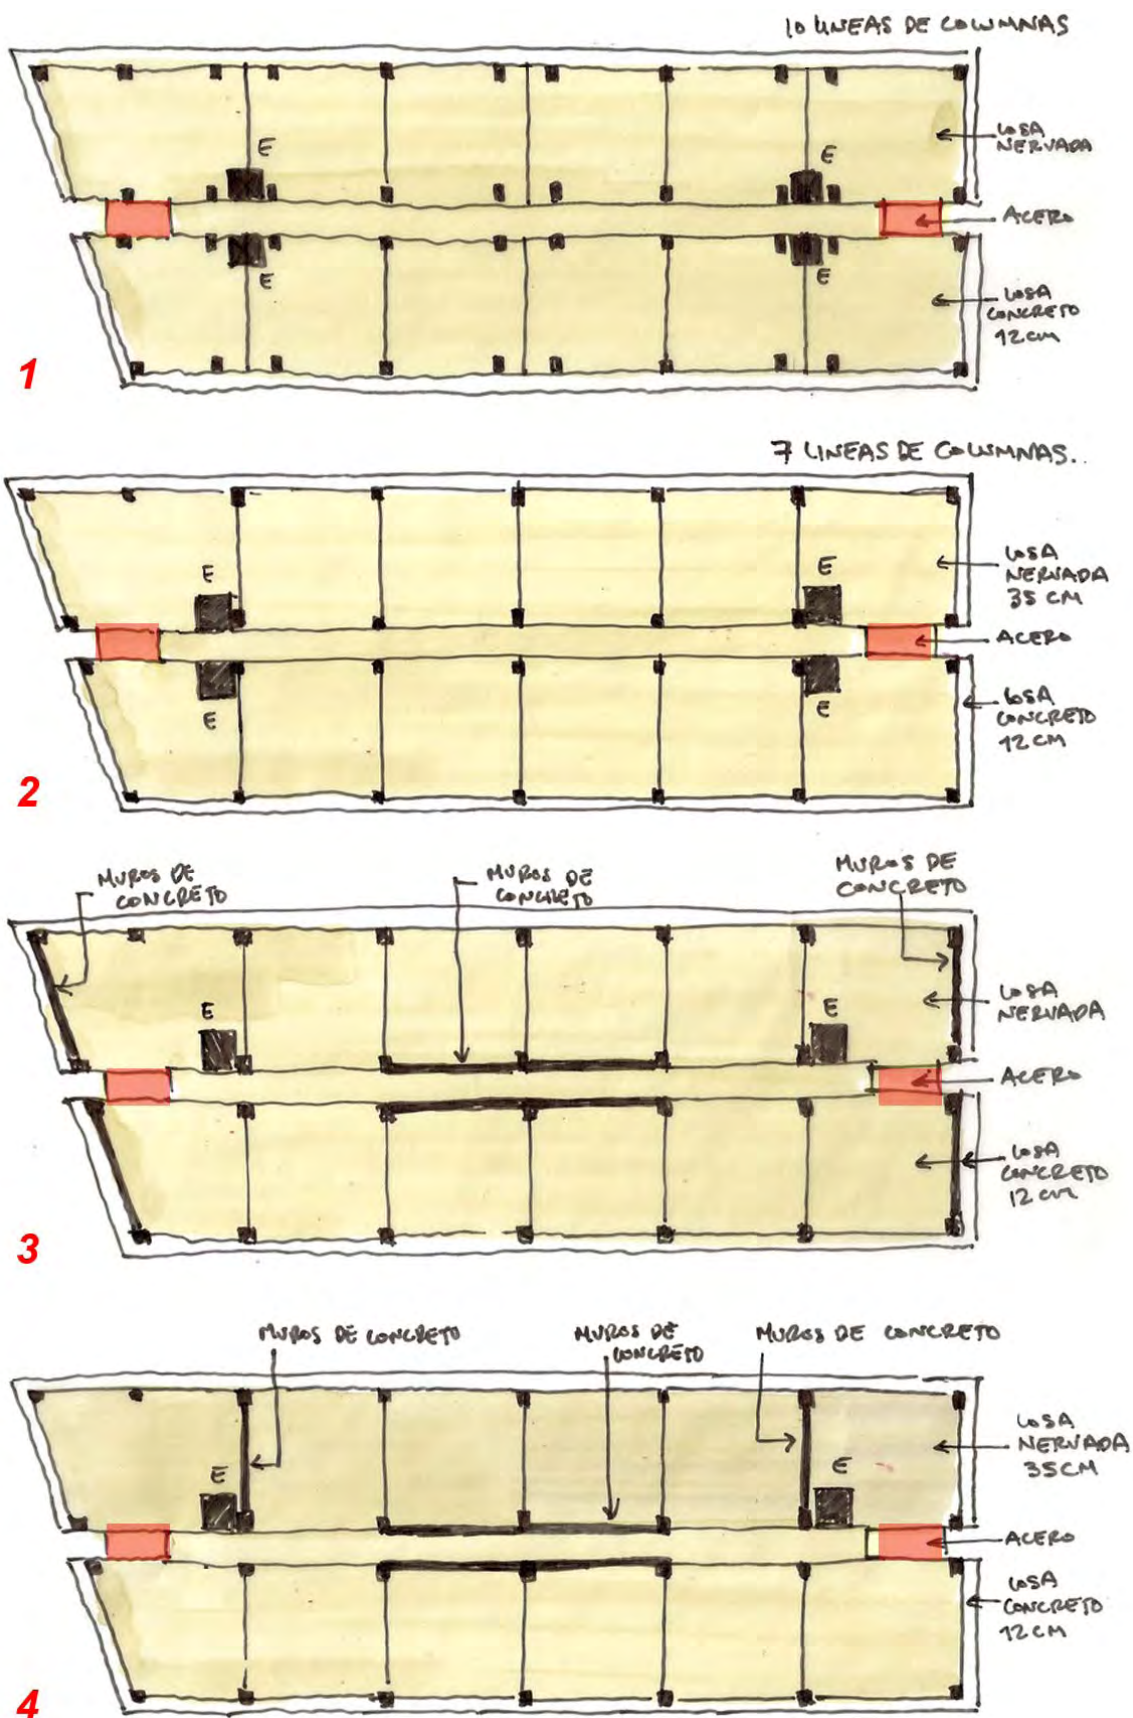 10 LINEAS DE COLUMNAS
E
E
LOSA
NERVADA
ACERO
E
E
LOSA
CONCRETO
12 CM
1
7 LINEAS DE COLUMNAS..
E
E
LOSA
NERVADA
35 CM
ACERO
E
E
LOSA
CONCRETO
12 CM
2
MUROS DE
CONCRETO
MUROS DE
CONCRETO
MUROS DE
CONCRETO
E
E
LOSA
NERVADA
ACERO
LOSA
CONCRETO
12 CM
3
MUROS DE CONCRETO
MUROS DE
CONCRETO
MUROS DE CONCRETO
E
E
LOSA
NERVADA
35 CM
ACERO
LOSA
CONCRETO
12 CM
4